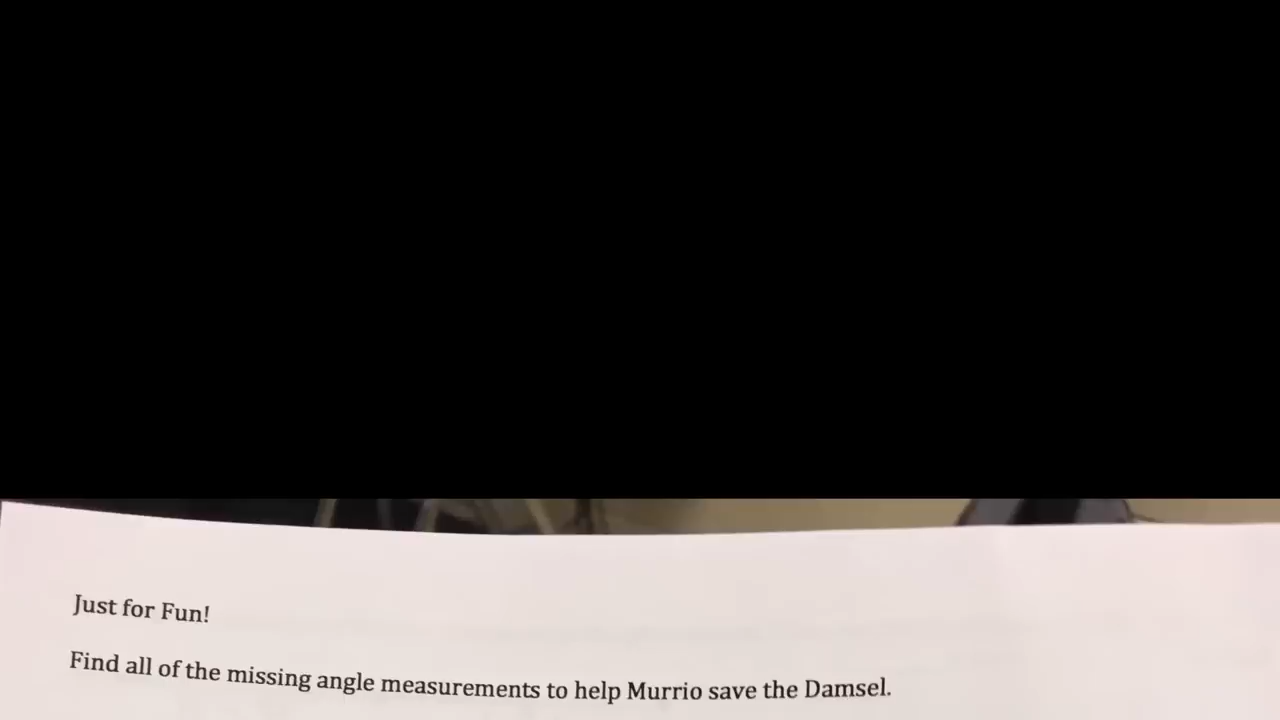 Just for Fun!
Find all of the missing angle measurements to help Murrio save the Damsel.